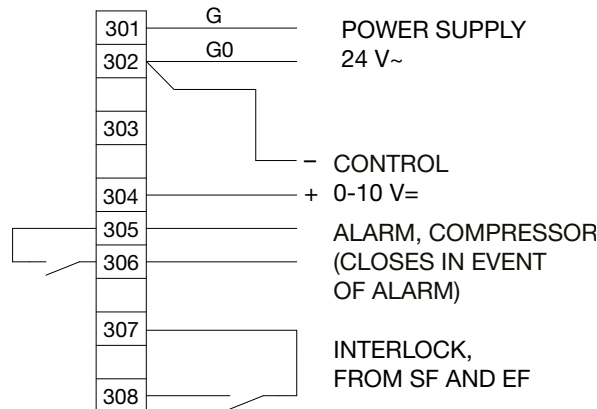 301 G POWER SUPPLY
302 G0 24 V~
303
− CONTROL
304 + 0-10 V=
305 ALARM, COMPRESSOR
306 (CLOSES IN EVENT
OF ALARM)
307
INTERLOCK,
FROM SF AND EF
308